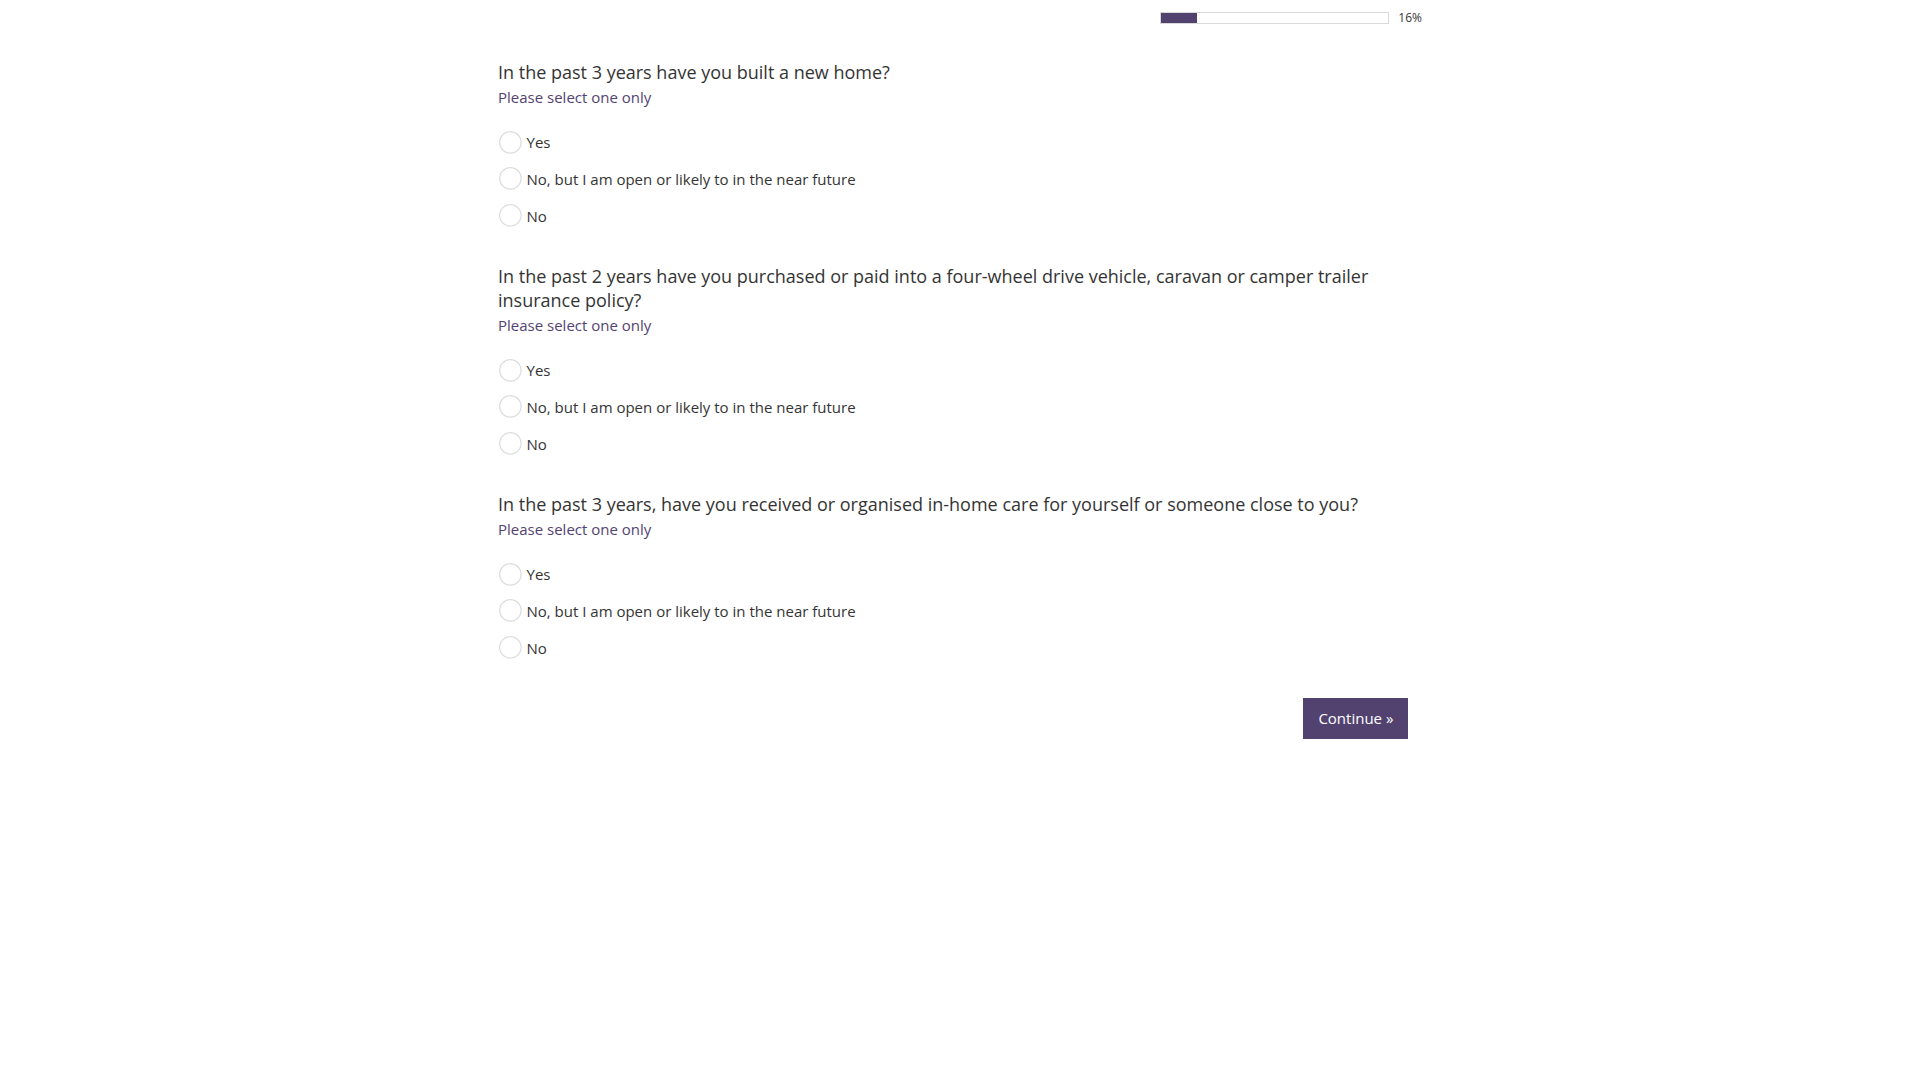 16%
In the past 3 years have you built a new home?
Please select one only
Yes
No, but I am open or likely to in the near future
No
In the past 2 years have you purchased or paid into a four-wheel drive vehicle, caravan or camper trailer
insurance policy?
Please select one only
Yes
No, but I am open or likely to in the near future
No
In the past 3 years, have you received or organised in-home care for yourself or someone close to you?
Please select one only
Yes
No, but I am open or likely to in the near future
No
Continue »